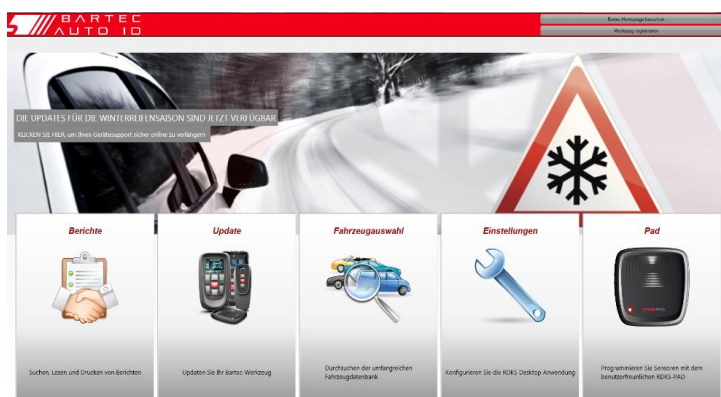 BARTEC
AUTO ID
Bartec Homepage besuchen
Werkzeug registrieren
DIE UPDATES FÜR DIE WINTERREIFENSAISON SIND JETZT VERFÜGBAR
KLICKEN SIE HIER, um Ihren Gerätesupport sicher online zu verlängern
Berichte
Update
Fahrzeugauswahl
Einstellungen
Pad
Suchen, Lesen und Drucken von Berichten
Updaten Sie Ihr Bartec-Werkzeug
Durchsuchen der umfangreichen
Fahrzeugdatenbank
Konfigurieren Sie die RDKS Desktop Anwendung
Programmieren Sie Sensoren mit dem
benutzerfreundlichen RDKS-PAD